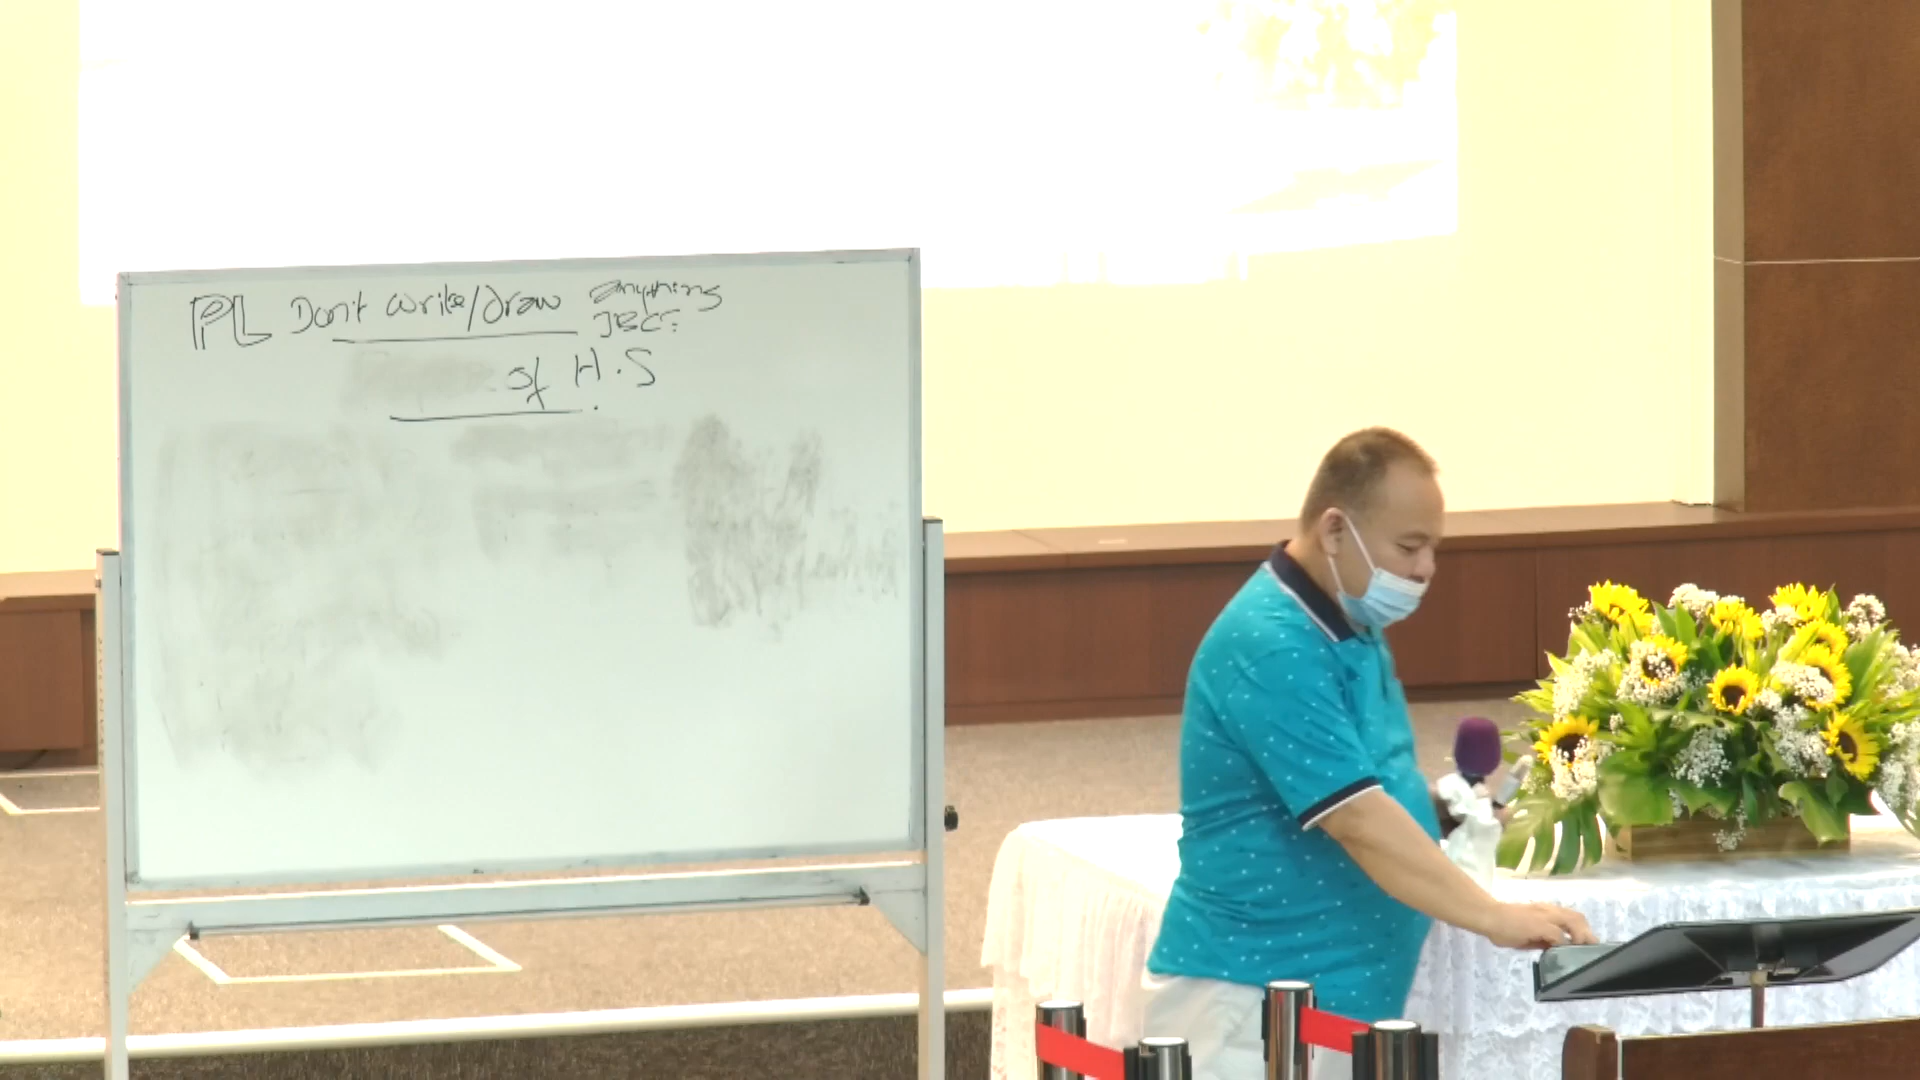 PL Don't write/Draw anything
JBCF
of H.S